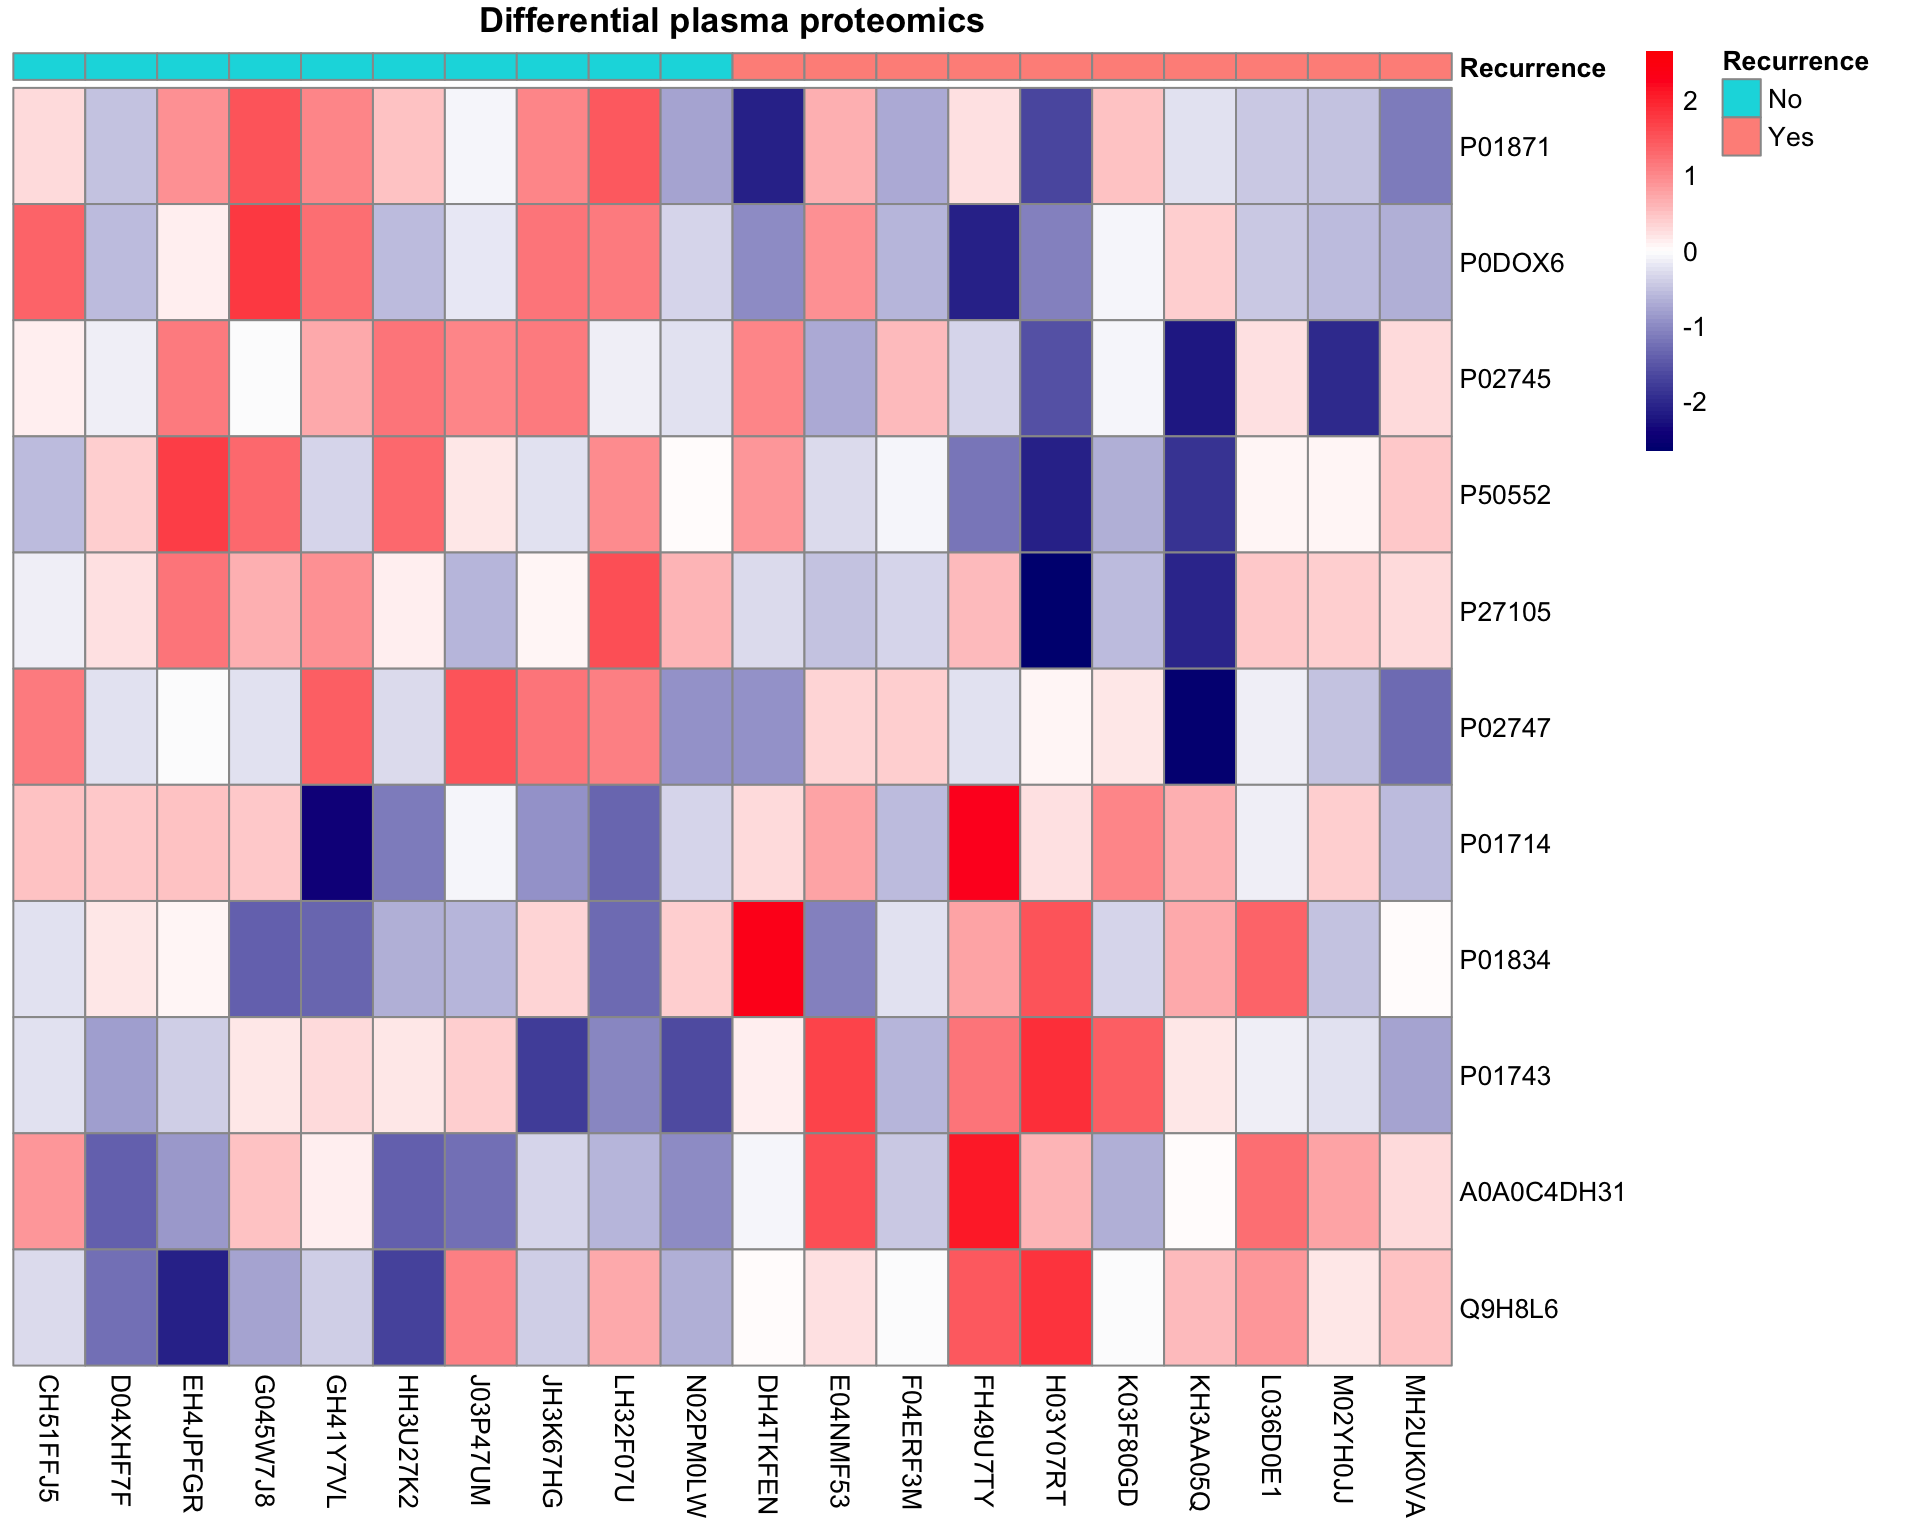 Differential plasma proteomics
Recurrence
P01871
P0DOX6
P02745
P50552
P27105
P02747
P01714
P01834
P01743
A0A0C4DH31
Q9H8L6
CH51FFJ5
D04XHF7F
EH4JPFGR
G045W7J8
GH41Y7VL
HH3U27K2
J03P47UM
JH3K67HG
LH32F07U
N02PM0LW
DH4TKFEN
E04NMF53
F04ERF3M
FH49U7TY
H03Y07RT
K03F80GD
KH3AA05Q
L036D0E1
M02YH0JJ
MH2UK0VA
2
1
0
-1
-2
Recurrence
No
Yes